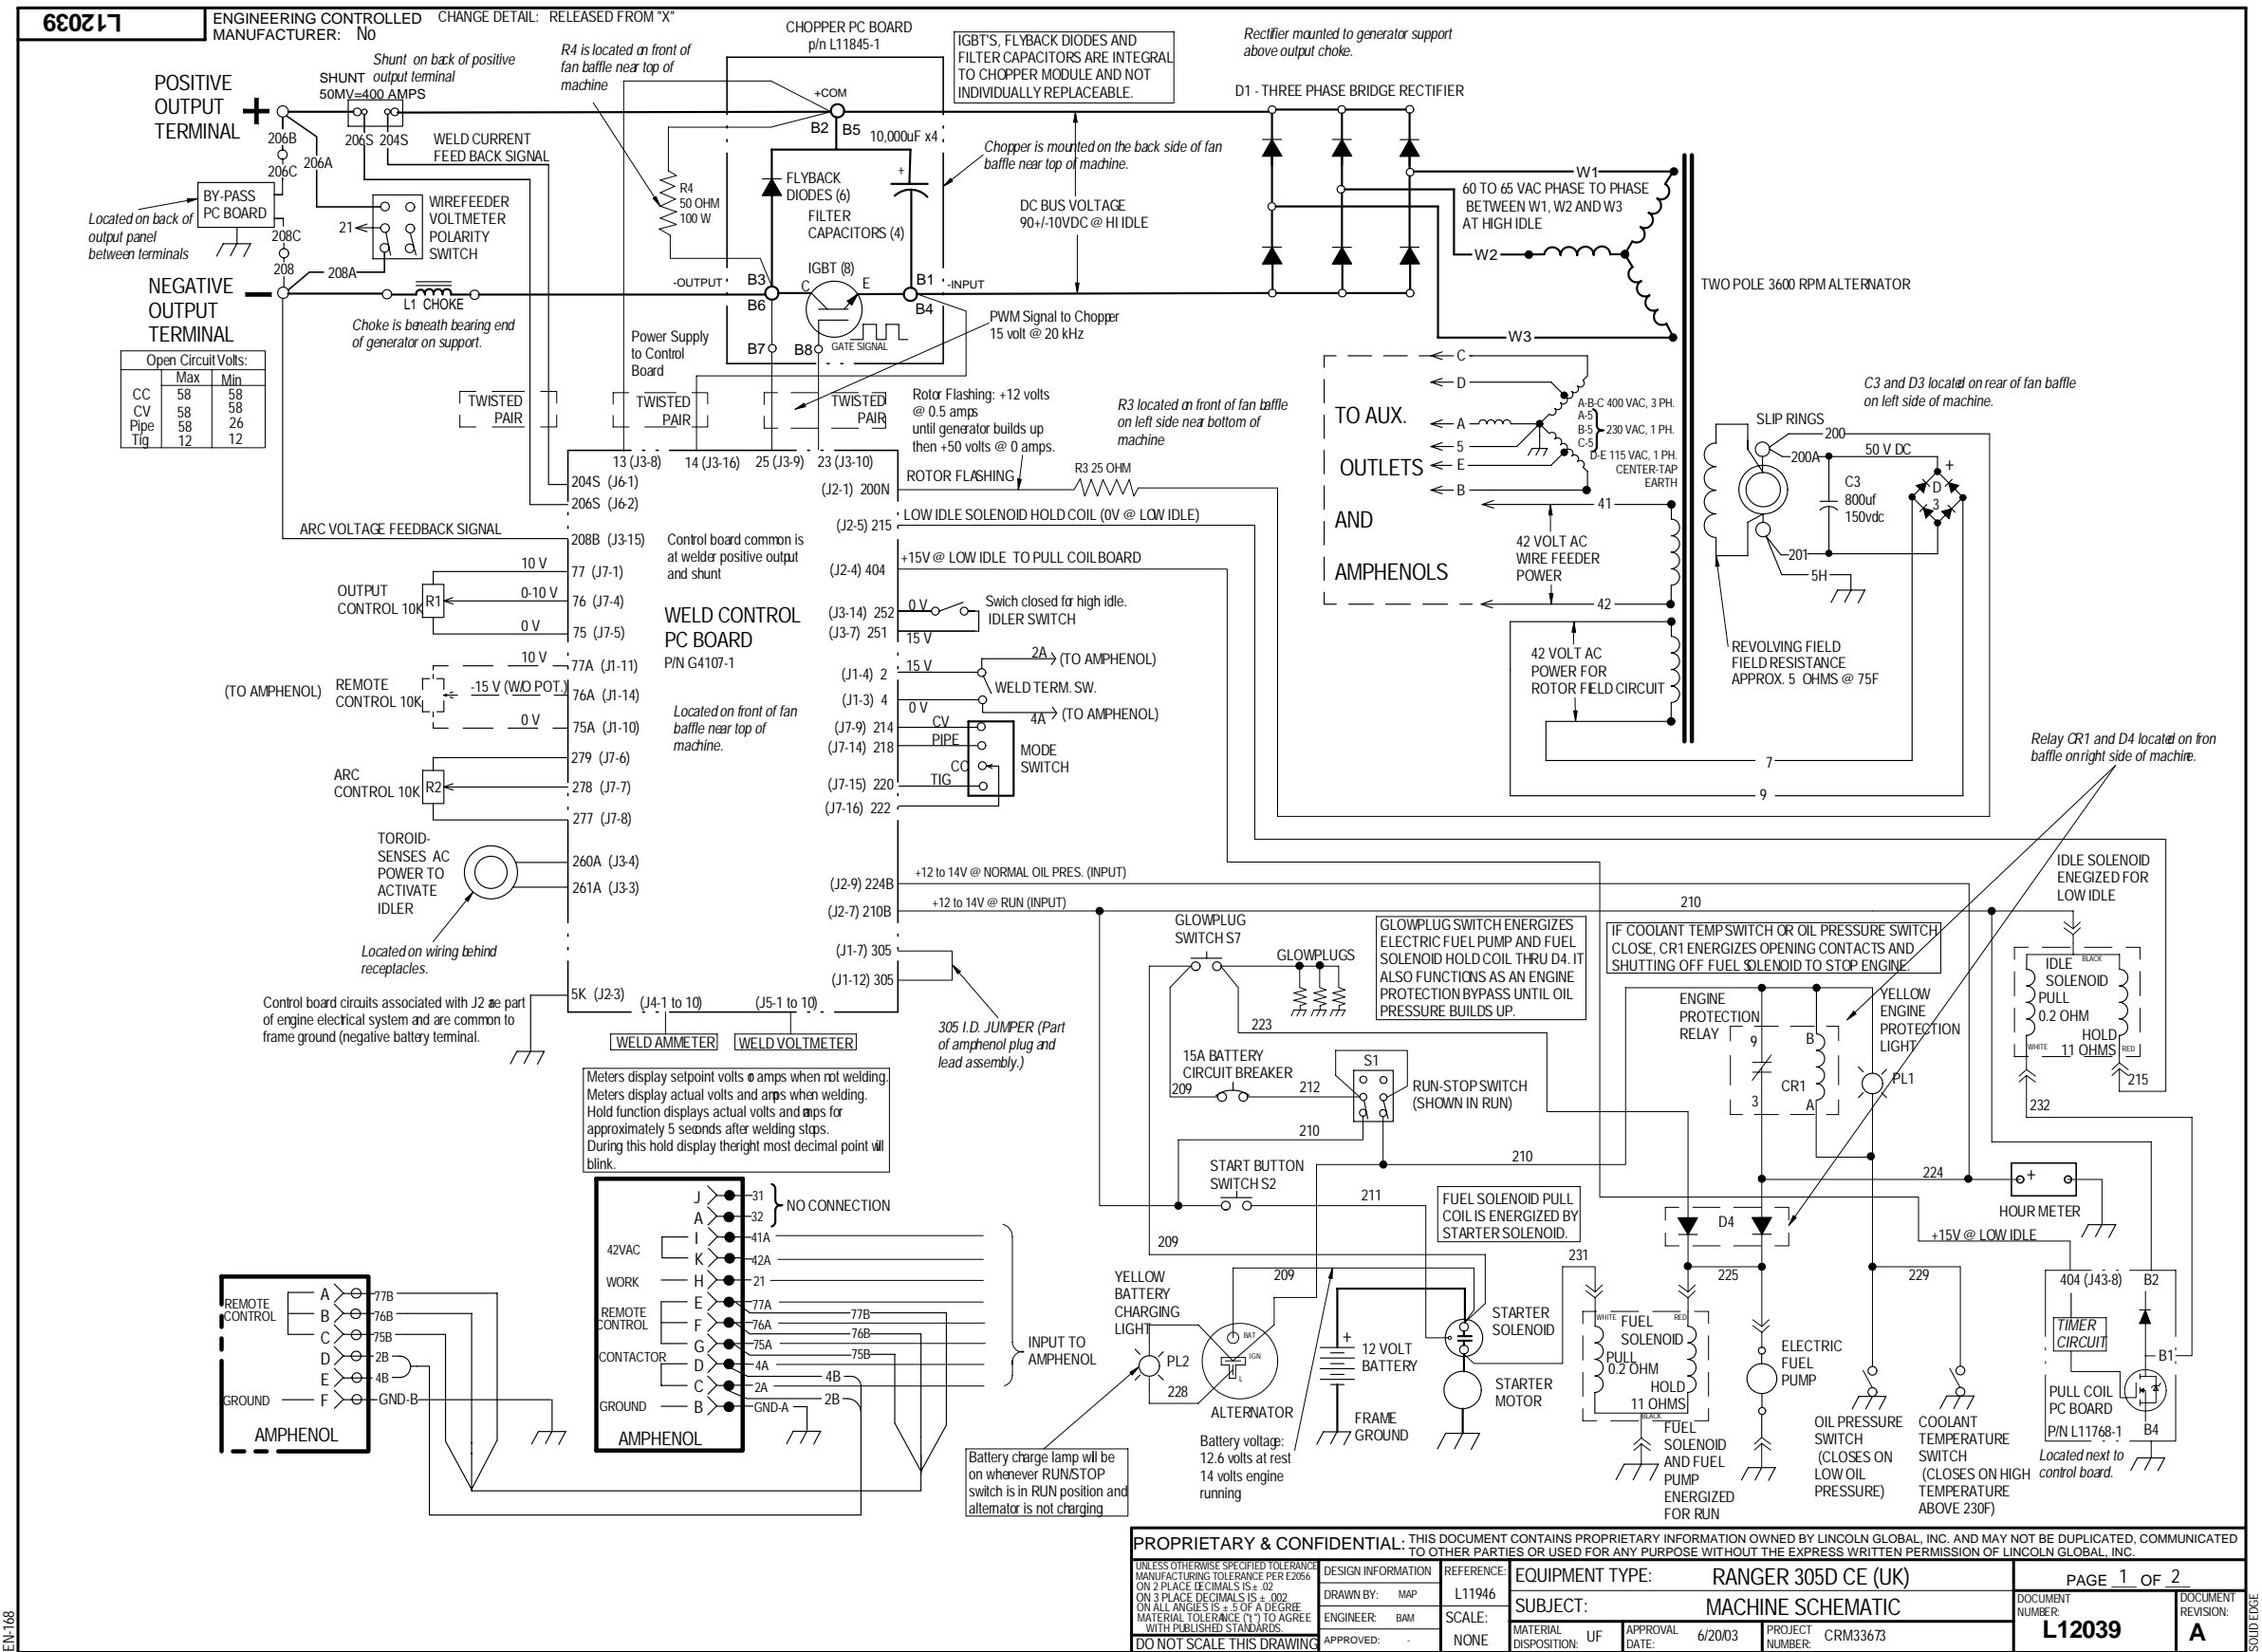 L12039
ENGINEERING CONTROLLED
MANUFACTURER: No
CHANGE DETAIL: RELEASED FROM "X"
POSITIVE
OUTPUT
TERMINAL
+
SHUNT
50MV=400 AMPS
Shunt on back of positive
output terminal
R4 is located on front of
fan baffle near top of
machine
CHOPPER PC BOARD
p/n L11845-1
IGBT'S, FLYBACK DIODES AND
FILTER CAPACITORS ARE INTEGRAL
TO CHOPPER MODULE AND NOT
INDIVIDUALLY REPLACEABLE.
Rectifier mounted to generator support
above output choke.
D1 - THREE PHASE BRIDGE RECTIFIER
+COM
B2
B5
10,000uF x4
206B
206S 204S
206A
206C
WELD CURRENT
FEED BACK SIGNAL
Chopper is mounted on the back side of fan
baffle near top of machine.
BY-PASS
PC BOARD
Located on back of
output panel
between terminals
21
WIREFEEDER
VOLTMETER
POLARITY
SWITCH
208C
208
208A
R4
50 OHM
100 W
FLYBACK
DIODES (6)
+
FILTER
CAPACITORS (4)
IGBT (8)
C
E
DC BUS VOLTAGE
90+/-10VDC @ HI IDLE
W1
60 TO 65 VAC PHASE TO PHASE
BETWEEN W1, W2 AND W3
AT HIGH IDLE
W2
W3
TWO POLE 3600 RPM ALTERNATOR
NEGATIVE
OUTPUT
TERMINAL
L1 CHOKE
Choke is beneath bearing end
of generator on support.
-OUTPUT
B3
B6
B1
-INPUT
B4
B7
B8
GATE SIGNAL
PWM Signal to Chopper
15 volt @ 20 kHz
Power Supply
to Control
Board
Open Circuit Volts:
Max Min
CC 58 58
CV 58 58
Pipe 58 26
Tig 12 12
TWISTED
PAIR
TWISTED
PAIR
TWISTED
PAIR
Rotor Flashing: +12 volts
@ 0.5 amps
until generator builds up
then +50 volts @ 0 amps.
R3 located on front of fan baffle
on left side near bottom of
machine
TO AUX.
OUTLETS
AND
AMPHENOLS
C
D
A
5
E
B
A-B-C 400 VAC, 3 PH.
A-5
B-5
C-5
230 VAC, 1 PH.
D-E 115 VAC, 1 PH.
CENTER-TAP
EARTH
41
42 VOLT AC
WIRE FEEDER
POWER
42
42 VOLT AC
POWER FOR
ROTOR FIELD CIRCUIT
7
9
C3 and D3 located on rear of fan baffle
on left side of machine.
SLIP RINGS
200
200A
50 V DC
C3
800uf
150vdc
+
D
3
201
5H
REVOLVING FIELD
FIELD RESISTANCE
APPROX. 5 OHMS @ 75F
13 (J3-8)
14 (J3-16)
25 (J3-9)
23 (J3-10)
204S (J6-1)
206S (J6-2)
ARC VOLTAGE FEEDBACK SIGNAL
208B (J3-15)
Control board common is
at welder positive output
and shunt
WELD CONTROL
PC BOARD
P/N G4107-1
Located on front of fan
baffle near top of
machine.
OUTPUT
CONTROL 10K
R1
10 V
77 (J7-1)
0-10 V
76 (J7-4)
0 V
75 (J7-5)
(TO AMPHENOL)
REMOTE
CONTROL 10K
10 V
77A (J1-11)
-15 V (W/O POT.)
76A (J1-14)
0 V
75A (J1-10)
ARC
CONTROL 10K
R2
279 (J7-6)
278 (J7-7)
277 (J7-8)
TOROID-
SENSES AC
POWER TO
ACTIVATE
IDLER
260A (J3-4)
261A (J3-3)
Located on wiring behind
receptacles.
Control board circuits associated with J2 ae part
of engine electrical system and are common to
frame ground (negative battery terminal.
5K (J2-3)
(J4-1 to 10)
(J5-1 to 10)
WELD AMMETER
WELD VOLTMETER
(J2-1) 200N
ROTOR FLASHING
R3 25 OHM
(J2-5) 215
LOW IDLE SOLENOID HOLD COIL (0V @ LOW IDLE)
(J2-4) 404
+15V @ LOW IDLE TO PULL COIL BOARD
(J3-14) 252
0 V
Swich closed for high idle.
IDLER SWITCH
(J3-7) 251
15 V
(J1-4) 2
15 V
2A
(TO AMPHENOL)
WELD TERM. SW.
(J1-3) 4
0 V
4A
(TO AMPHENOL)
(J7-9) 214
CV
(J7-14) 218
PIPE
CC
MODE
SWITCH
(J7-15) 220
TIG
(J7-16) 222
(J2-9) 224B
+12 to 14V @ NORMAL OIL PRES. (INPUT)
(J2-7) 210B
+12 to 14V @ RUN (INPUT)
(J1-7) 305
(J1-12) 305
305 I.D. JUMPER (Part
of amphenol plug and
lead assembly.)
Meters display setpoint volts o amps when not welding.
Meters display actual volts and amps when welding.
Hold function displays actual volts and amps for
approximately 5 seconds after welding stops.
During this hold display theright most decimal point will
blink.
Relay CR1 and D4 located on fron
baffle on right side of machine.
210
GLOWPLUG
SWITCH S7
GLOWPLUGS
GLOWPLUG SWITCH ENERGIZES
ELECTRIC FUEL PUMP AND FUEL
SOLENOID HOLD COIL THRU D4. IT
ALSO FUNCTIONS AS AN ENGINE
PROTECTION BYPASS UNTIL OIL
PRESSURE BUILDS UP.
IF COOLANT TEMP SWITCH OR OIL PRESSURE SWITCH
CLOSE, CR1 ENERGIZES OPENING CONTACTS AND
SHUTTING OFF FUEL SOLENOID TO STOP ENGINE.
IDLE SOLENOID
ENEGIZED FOR
LOW IDLE
BLACK
IDLE
SOLENOID
PULL
0.2 OHM
HOLD
11 OHMS
WHITE
RED
215
232
223
15A BATTERY
CIRCUIT BREAKER
209
212
S1
RUN-STOP SWITCH
(SHOWN IN RUN)
210
ENGINE
PROTECTION
RELAY
9
3
B
CR1
A
YELLOW
ENGINE
PROTECTION
LIGHT
PL1
START BUTTON
SWITCH S2
211
210
FUEL SOLENOID PULL
COIL IS ENERGIZED BY
STARTER SOLENOID.
D4
224
+
HOUR METER
+15V @ LOW IDLE
209
209
231
225
229
YELLOW
BATTERY
CHARGING
LIGHT
PL2
228
BAT
IGN
L
ALTERNATOR
+
12 VOLT
BATTERY
FRAME
GROUND
STARTER
SOLENOID
STARTER
MOTOR
Battery voltage:
12.6 volts at rest
14 volts engine
running
Battery charge lamp will be
on whenever RUN/STOP
switch is in RUN position and
alternator is not charging
WHITE
FUEL
SOLENOID
RED
PULL
0.2 OHM
HOLD
11 OHMS
BLACK
FUEL
SOLENOID
AND FUEL
PUMP
ENERGIZED
FOR RUN
ELECTRIC
FUEL
PUMP
OIL PRESSURE
SWITCH
(CLOSES ON
LOW OIL
PRESSURE)
COOLANT
TEMPERATURE
SWITCH
(CLOSES ON HIGH
TEMPERATURE
ABOVE 230F)
404 (J43-8)
B2
TIMER
CIRCUIT
B1
PULL COIL
PC BOARD
P/N L11768-1
B4
Located next to
control board.
REMOTE
CONTROL
A
77B
B
76B
C
75B
D
2B
E
4B
GROUND
F
GND-B
AMPHENOL
J
31
A
32
NO CONNECTION
42VAC
I
41A
K
42A
WORK
H
21
REMOTE
CONTROL
E
77A
77B
F
76A
76B
G
75A
75B
CONTACTOR
D
4A
4B
C
2A
2B
GROUND
B
GND-A
AMPHENOL
INPUT TO
AMPHENOL
PROPRIETARY & CONFIDENTIAL: THIS DOCUMENT CONTAINS PROPRIETARY INFORMATION OWNED BY LINCOLN GLOBAL, INC. AND MAY NOT BE DUPLICATED, COMMUNICATED
TO OTHER PARTIES OR USED FOR ANY PURPOSE WITHOUT THE EXPRESS WRITTEN PERMISSION OF LINCOLN GLOBAL, INC.
UNLESS OTHERWISE SPECIFIED TOLERANCE
MANUFACTURING TOLERANCE PER E2056
ON 2 PLACE DECIMALS IS ± .02
ON 3 PLACE DECIMALS IS ± .002
ON ALL ANGLES IS ± .5 OF A DEGREE
MATERIAL TOLERANCE ("t") TO AGREE
WITH PUBLISHED STANDARDS.
DO NOT SCALE THIS DRAWING
DESIGN INFORMATION
DRAWN BY: MAP
ENGINEER: BAM
APPROVED: -
REFERENCE:
L11946
SCALE:
NONE
EQUIPMENT TYPE: RANGER 305D CE (UK)
SUBJECT: MACHINE SCHEMATIC
MATERIAL
DISPOSITION: UF
APPROVAL
DATE: 6/20/03
PROJECT
NUMBER: CRM33673
PAGE 1 OF 2
DOCUMENT
NUMBER:
L12039
DOCUMENT
REVISION:
A
EN-168
SOLID EDGE